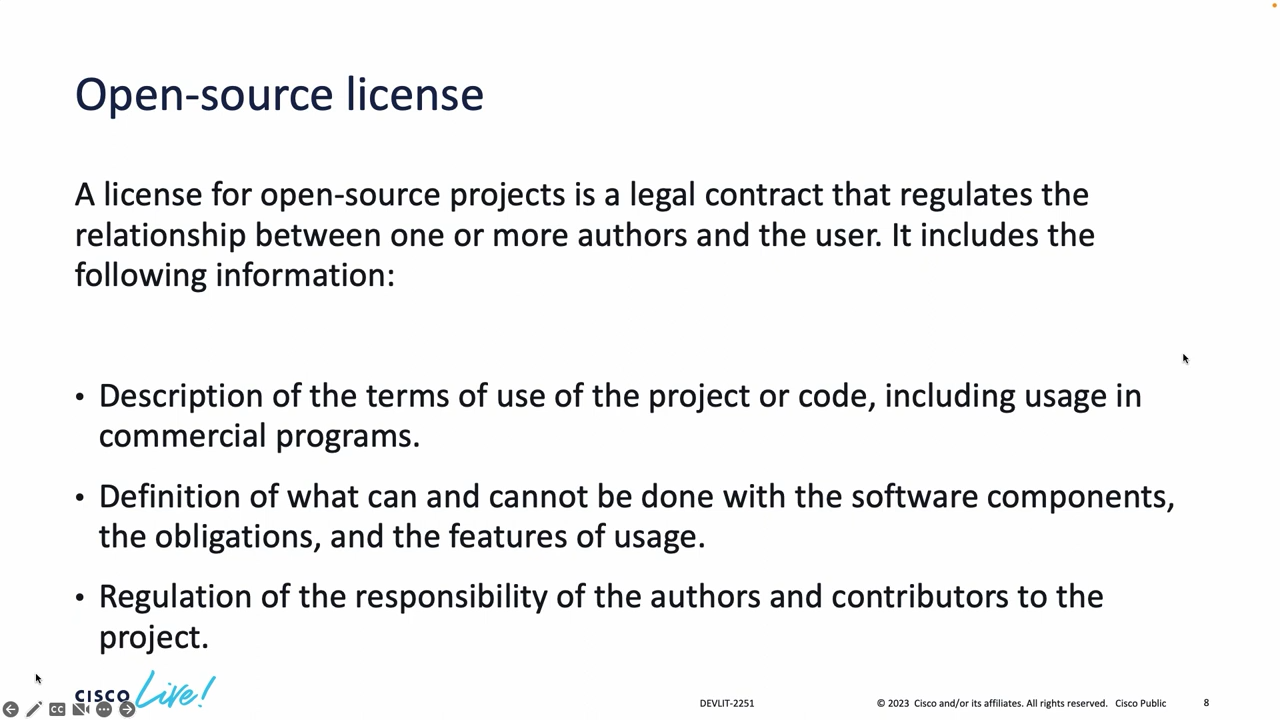 Open-source license
A license for open-source projects is a legal contract that regulates the
relationship between one or more authors and the user. It includes the
following information:
• Description of the terms of use of the project or code, including usage in
commercial programs.
• Definition of what can and cannot be done with the software components,
the obligations, and the features of usage.
• Regulation of the responsibility of the authors and contributors to the
project.
CISCO Live!
CC
DEVLIT-2251
© 2023 Cisco and/or its affiliates. All rights reserved. Cisco Public
8